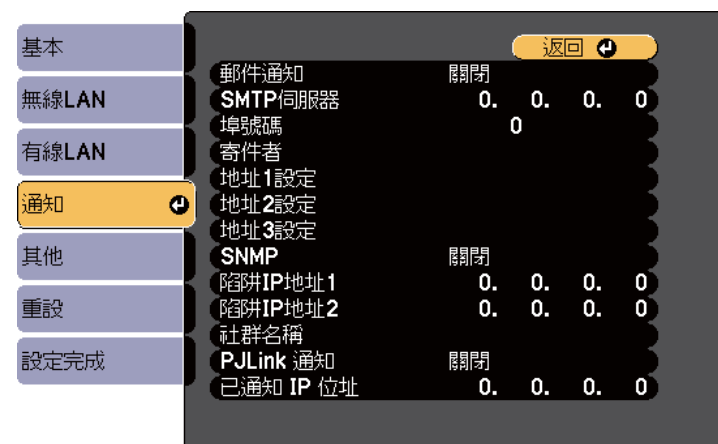 基本
無線LAN
有線LAN
通知
其他
重設
設定完成
返回
郵件通知 關閉
SMTP伺服器 0. 0. 0. 0
埠號碼 0
寄件者
地址1設定
地址2設定
地址3設定
SNMP 關閉
陷阱IP地址1 0. 0. 0. 0
陷阱IP地址2 0. 0. 0. 0
社群名稱
PJLink 通知 關閉
已通知 IP 位址 0. 0. 0. 0